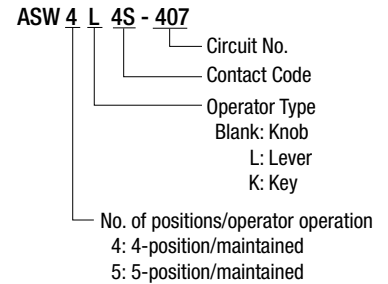 ASW 4 L 4S - 407
Circuit No.
Contact Code
Operator Type
Blank: Knob
L: Lever
K: Key
No. of positions/operator operation
4: 4-position/maintained
5: 5-position/maintained